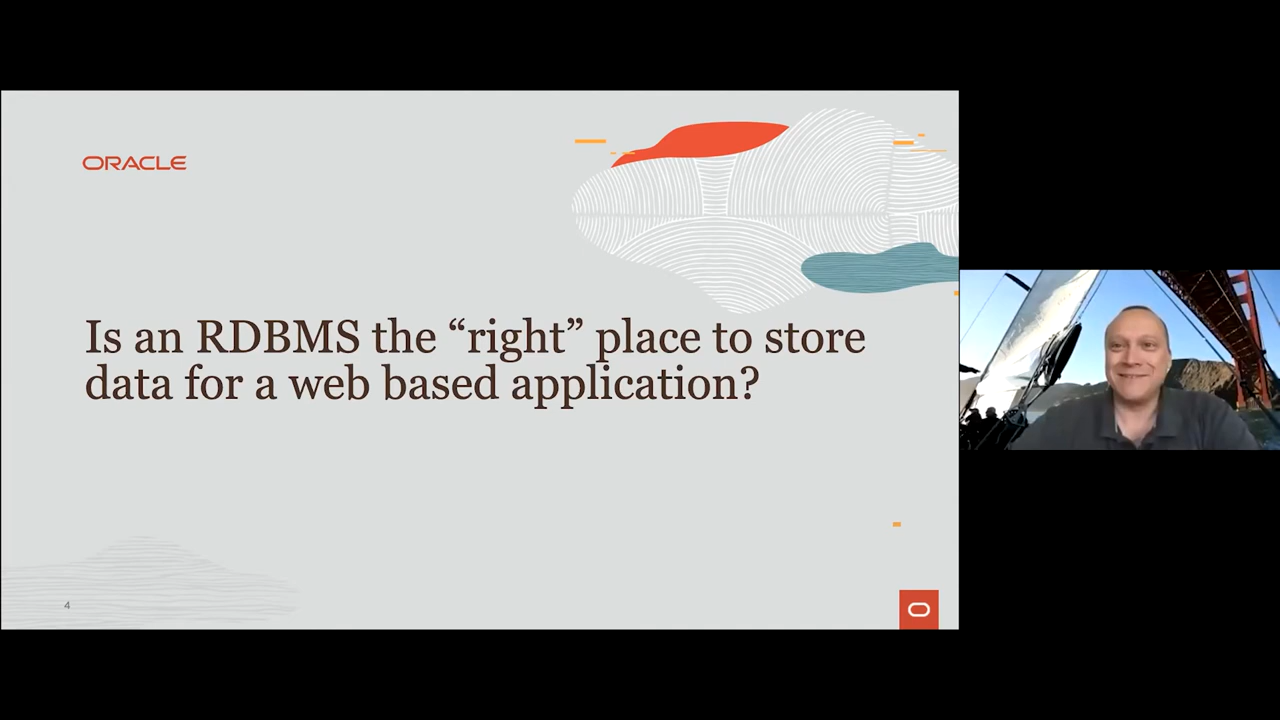 ORACLE
Is an RDBMS the “right” place to store
data for a web based application?
4